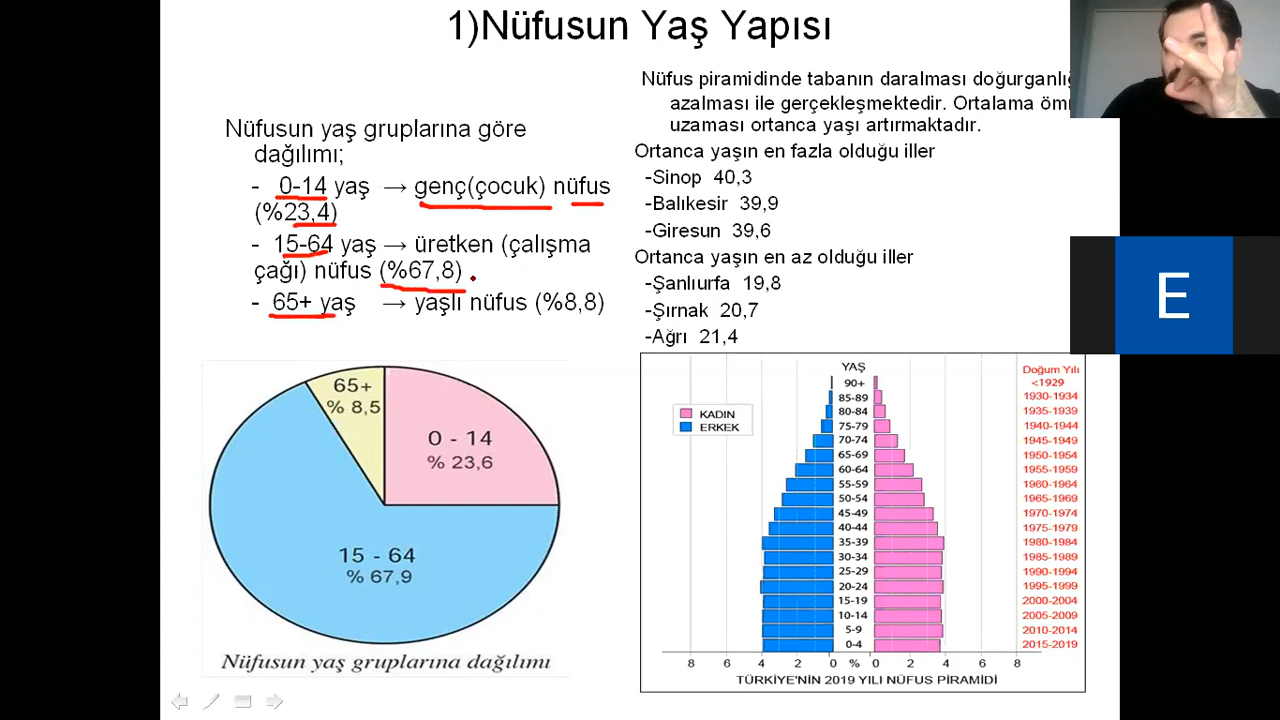 1)Nüfusun Yaş Yapısı
Nüfusun yaş gruplarına göre
dağılımı;
- 0-14 yaş → genç(çocuk) nüfus
(%23,4)
- 15-64 yaş → üretken (çalışma
çağı) nüfus (%67,8)
- 65+ yaş → yaşlı nüfus (%8,8)
Nüfus piramidinde tabanın daralması
azalması ile gerçekleşmektedir. Ortalama
uzaması ortanca yaşı artırmaktadır.
Ortanca yaşın en fazla olduğu iller
-Sinop 40,3
-Balıkesir 39,9
-Giresun 39,6
Ortanca yaşın en az olduğu iller
-Şanlıurfa 19,8
-Şırnak 20,7
-Ağrı 21,4
E
65+
% 8,5
0 - 14
% 23,6
15 - 64
% 67,9
Nüfusun yaş gruplarına dağılımı
YAŞ
Doğum Yılı
KADIN
ERKEK
90+ <1929
85-89 1930-1934
80-84 1935-1939
75-79 1940-1944
70-74 1945-1949
65-69 1950-1954
60-64 1955-1959
55-59 1960-1964
50-54 1965-1969
45-49 1970-1974
40-44 1975-1979
35-39 1980-1984
30-34 1985-1989
25-29 1990-1994
20-24 1995-1999
15-19 2000-2004
10-14 2005-2009
5-9 2010-2014
0-4 2015-2019
8 6 4 2 0 % 0 2 4 6 8
TÜRKİYE'NİN 2019 YILI NÜFUS PİRAMİDİ